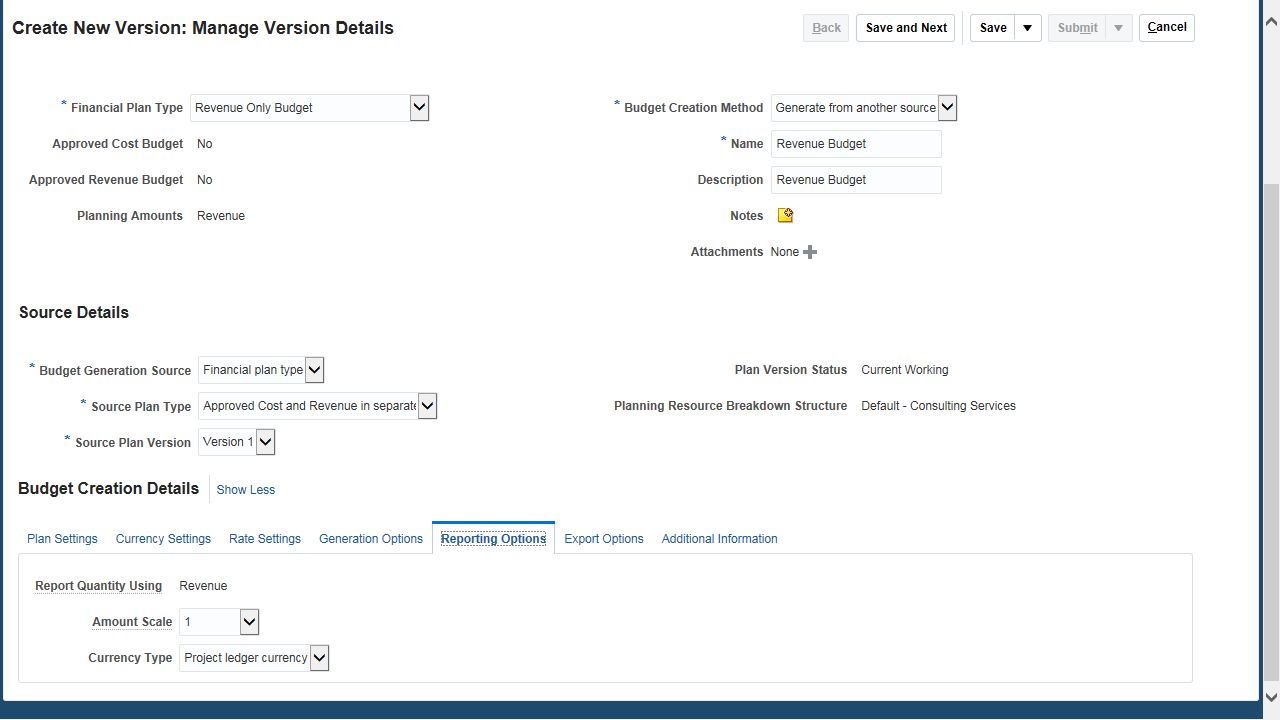 Create New Version: Manage Version Details
Back
Save and Next
Save
Submit
Cancel
* Financial Plan Type Revenue Only Budget
* Budget Creation Method Generate from another source
Approved Cost Budget No
* Name Revenue Budget
Approved Revenue Budget No
Description Revenue Budget
Planning Amounts Revenue
Notes
Attachments None
Source Details
* Budget Generation Source Financial plan type
Plan Version Status Current Working
* Source Plan Type Approved Cost and Revenue in separat
Planning Resource Breakdown Structure Default - Consulting Services
* Source Plan Version Version 1
Budget Creation Details Show Less
Plan Settings Currency Settings Rate Settings Generation Options Reporting Options Export Options Additional Information
Report Quantity Using Revenue
Amount Scale 1
Currency Type Project ledger currency